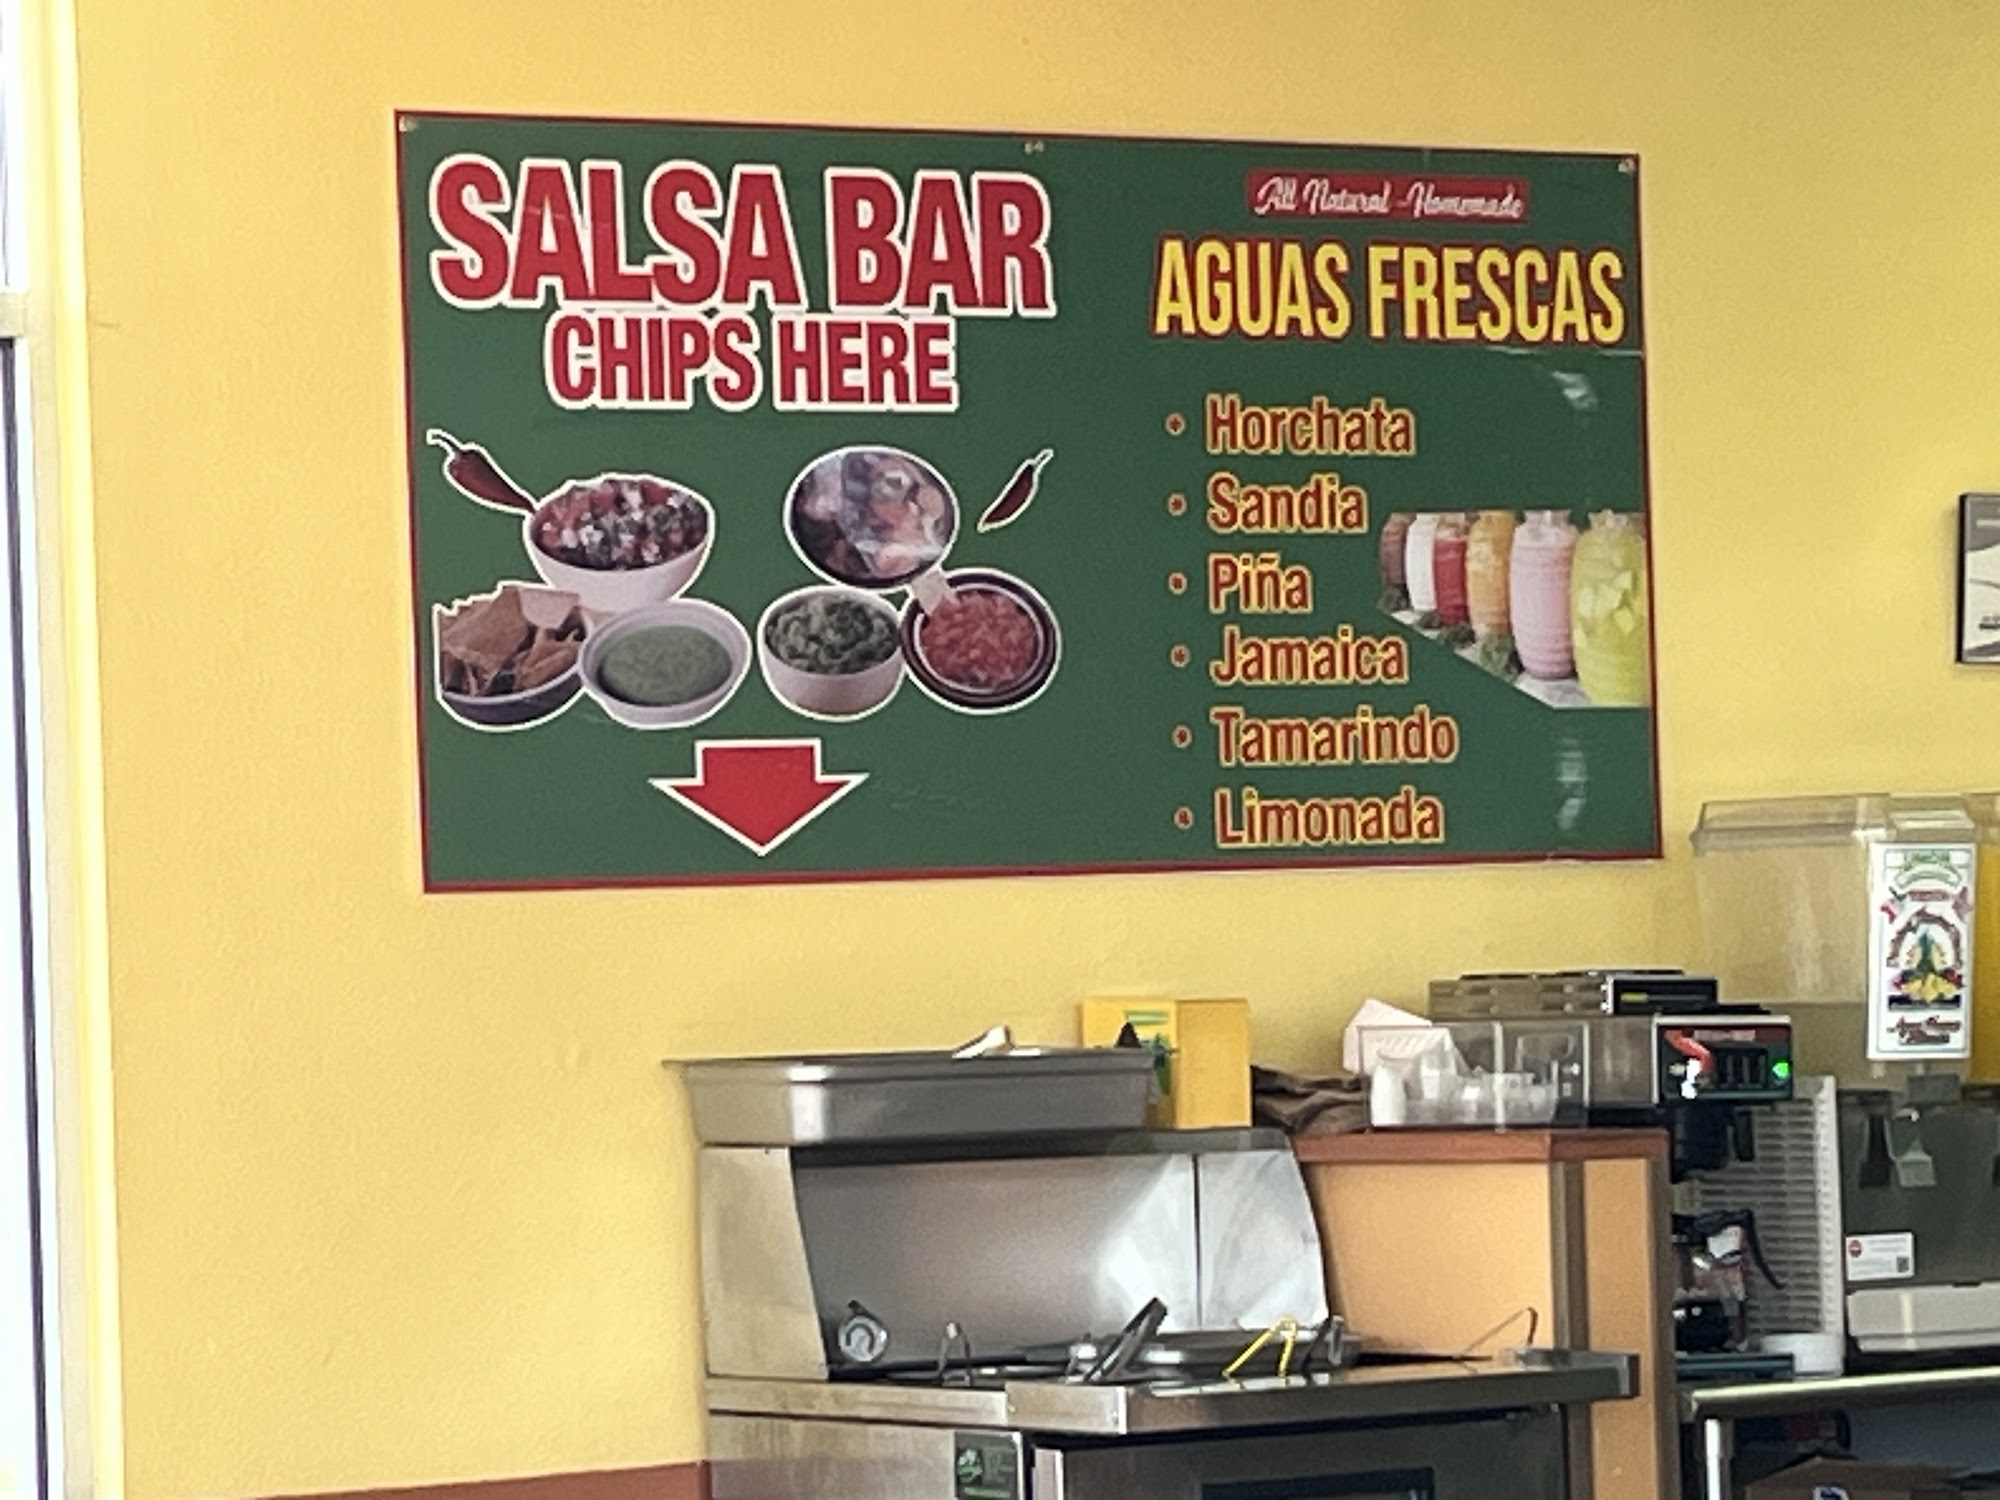 SALSA BAR
CHIPS HERE
All Natural - Homemade
AGUAS FRESCAS
• Horchata
• Sandia
• Piña
• Jamaica
• Tamarindo
• Limonada